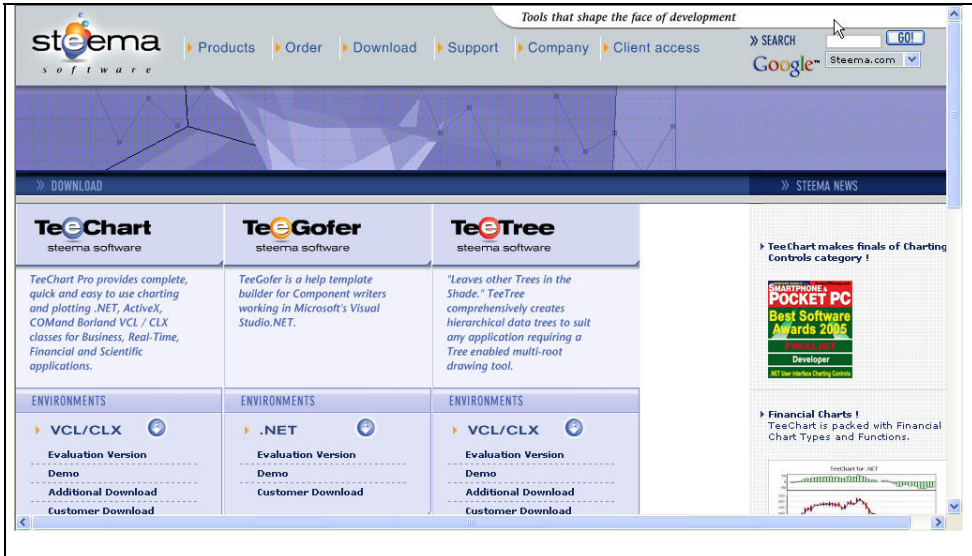 Tools that shape the face of development
steema
software
Products Order Download Support Company Client access
SEARCH GO!
Google™ Steema.com
DOWNLOAD
STEEMA NEWS
TeeChart
steema software
TeeGofer
steema software
TeeTree
steema software
TeeChart Pro provides complete,
quick and easy to use charting
and plotting .NET, ActiveX,
COMand Borland VCL / CLX
classes for Business, Real-Time,
Financial and Scientific
applications.
TeeGofer is a help template
builder for Component writers
working in Microsoft's Visual
Studio.NET.
"Leaves other Trees in the
Shade." TeeTree
comprehensively creates
hierarchical data trees to suit
any application requiring a
Tree enabled multi-root
drawing tool.
ENVIRONMENTS
VCL/CLX
Evaluation Version
Demo
Additional Download
Customer Download
ENVIRONMENTS
.NET
Evaluation Version
Demo
Customer Download
ENVIRONMENTS
VCL/CLX
Evaluation Version
Demo
Additional Download
Customer Download
TeeChart makes finals of Charting
Controls category !
SMARTPHONE &
POCKET PC
Best Software
Awards 2005
FINALIST
Developer
.NET User Interface Charting Controls
Financial Charts !
TeeChart is packed with Financial
Chart Types and Functions.
TeeChart for .NET